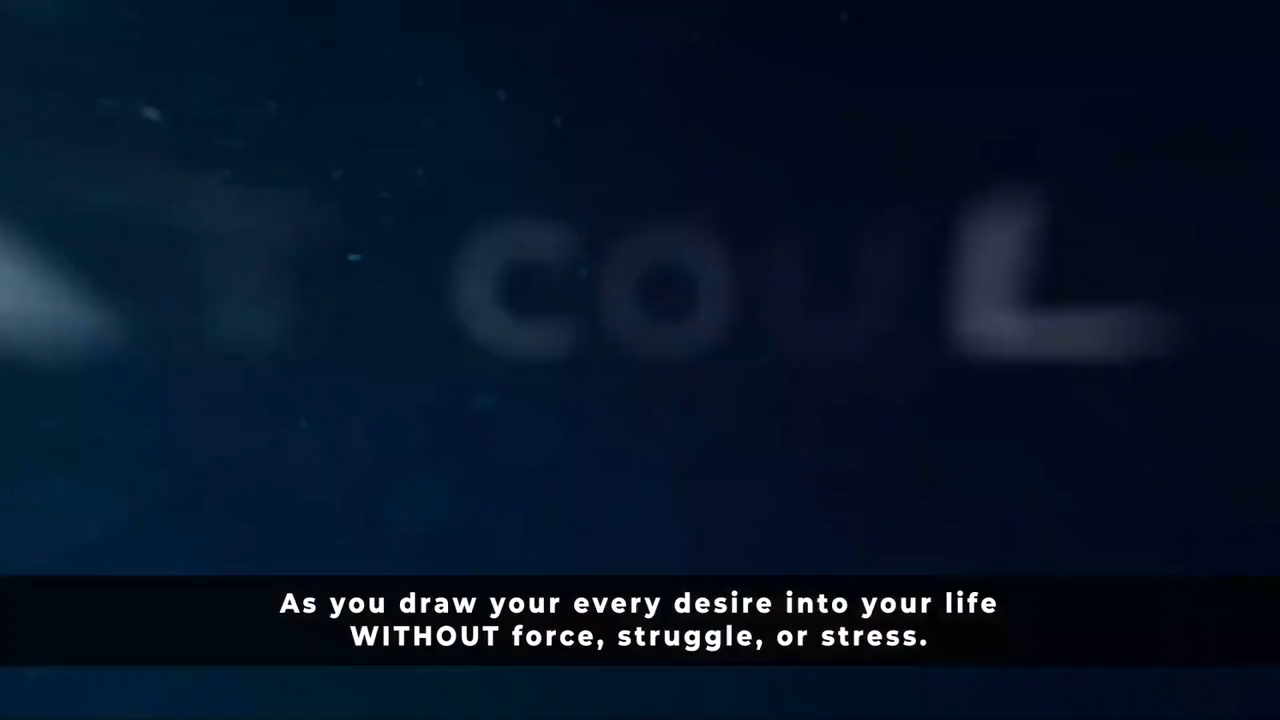 As you draw your every desire into your life
WITHOUT force, struggle, or stress.